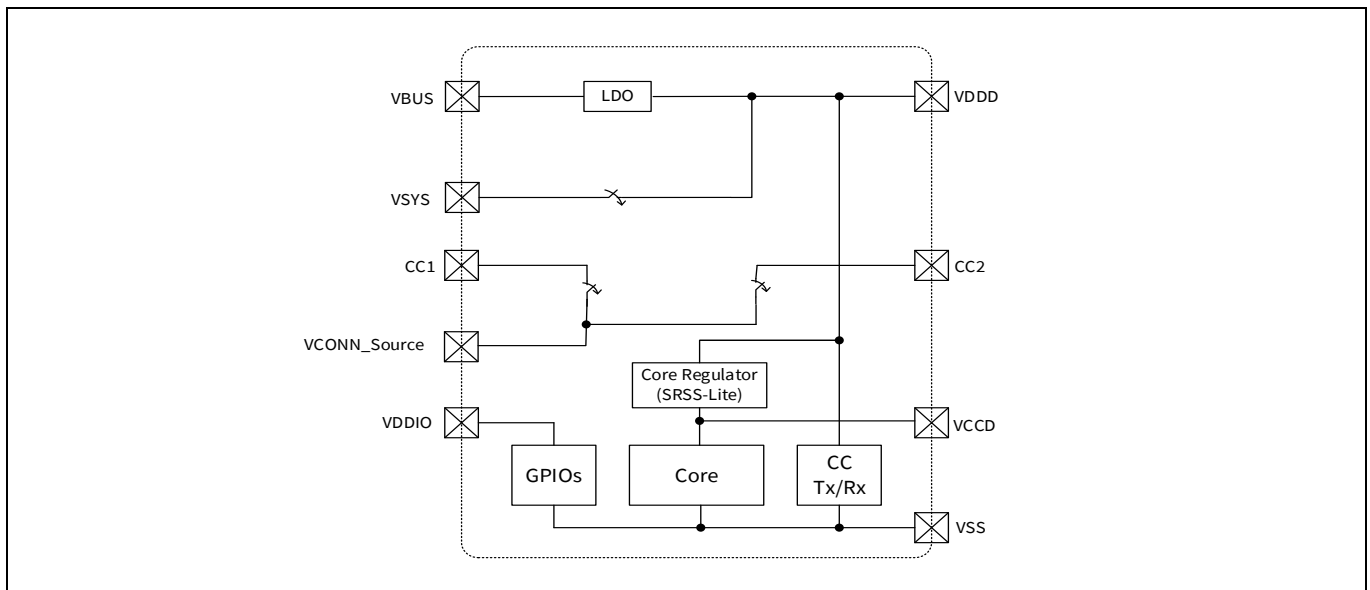 VBUS
LDO
VDDD
VSYS
CC1
CC2
VCONN_Source
Core Regulator
(SRSS-Lite)
VDDIO
VCCD
GPIOs
Core
CC
Tx/Rx
VSS